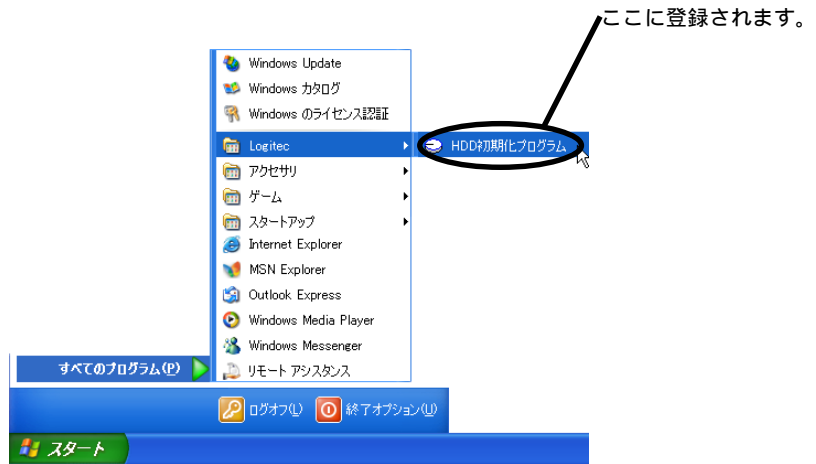 ここに登録されます。
Windows Update
Windows カタログ
Windows のライセンス認証
Logitec
HDD初期化プログラム
アクセサリ
ゲーム
スタートアップ
Internet Explorer
MSN Explorer
Outlook Express
Windows Media Player
Windows Messenger
リモート アシスタンス
すべてのプログラム(P)
ログオフ(L)
終了オプション(U)
スタート